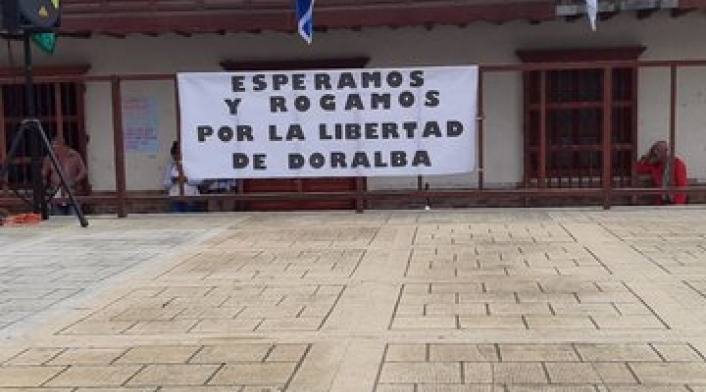 ESPERAMOS
Y ROGAMOS
POR LA LIBERTAD
DE DORALBA